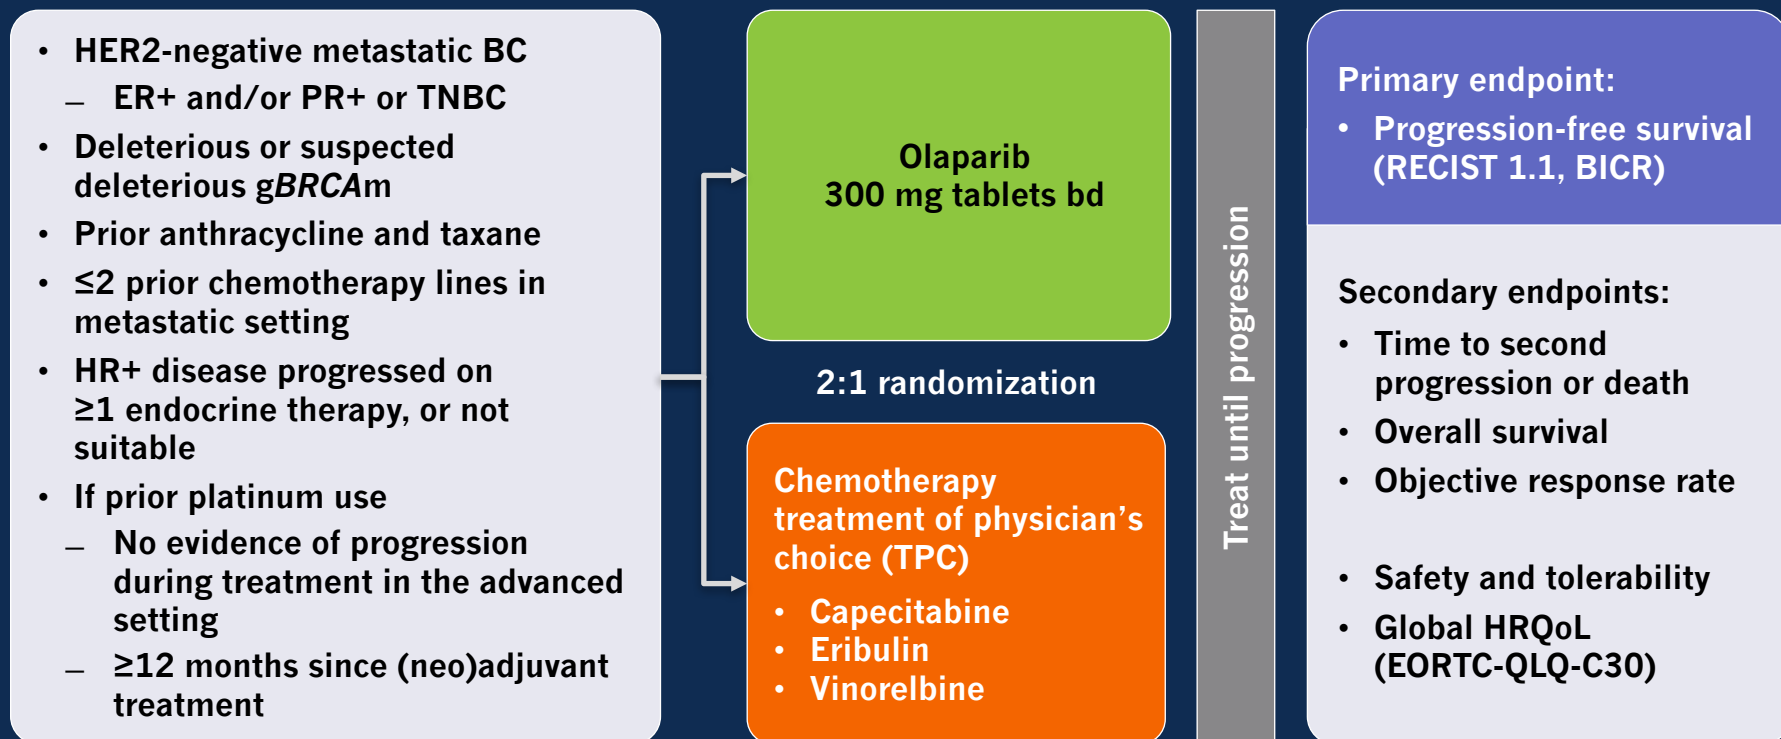 • HER2-negative metastatic BC
– ER+ and/or PR+ or TNBC
• Deleterious or suspected
deleterious gBRCAm
• Prior anthracycline and taxane
• ≤2 prior chemotherapy lines in
metastatic setting
• HR+ disease progressed on
≥1 endocrine therapy, or not
suitable
• If prior platinum use
– No evidence of progression
during treatment in the advanced
setting
– ≥12 months since (neo)adjuvant
treatment
Olaparib
300 mg tablets bd
2:1 randomization
Chemotherapy
treatment of physician’s
choice (TPC)
• Capecitabine
• Eribulin
• Vinorelbine
Treat until progression
Primary endpoint:
• Progression-free survival
(RECIST 1.1, BICR)
Secondary endpoints:
• Time to second
progression or death
• Overall survival
• Objective response rate
• Safety and tolerability
• Global HRQoL
(EORTC-QLQ-C30)